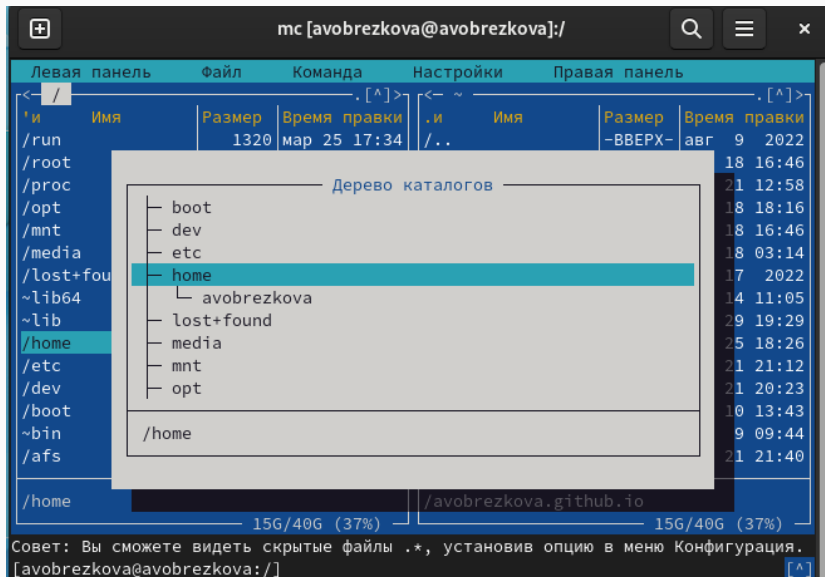 mc [avobrezkova@avobrezkova]:/
Левая панель Файл Команда Настройки Правая панель
<— / .[^]> <— ~ .[^]>
'и Имя Размер Время правки .и Имя Размер Время правки
/run 1320 мар 25 17:34 /.. -ВВЕРХ- авг 9 2022
/root 18 16:46
/proc Дерево каталогов 21 12:58
/opt boot 18 18:16
/mnt dev 18 16:46
/media etc 18 03:14
/lost+fou home 17 2022
~lib64 avobrezkova 14 11:05
~lib lost+found 29 19:29
/home media 25 18:26
/etc mnt 21 21:12
/dev opt 21 20:23
/boot 10 13:43
~bin /home 9 09:44
/afs 21 21:40
/home /avobrezkova.github.io
15G/40G (37%) 15G/40G (37%)
Совет: Вы сможете видеть скрытые файлы .*, установив опцию в меню Конфигурация.
[avobrezkova@avobrezkova:/] [^]